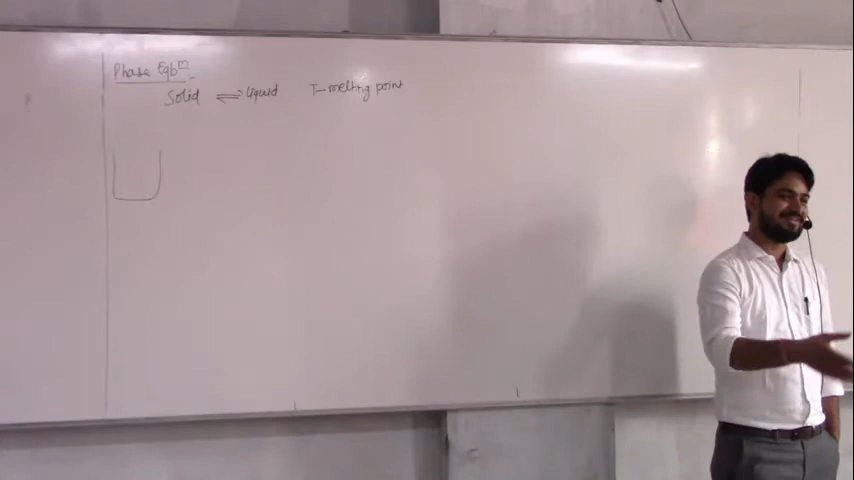 Phase Eqbm
Solid ⇌ liquid T- melting point